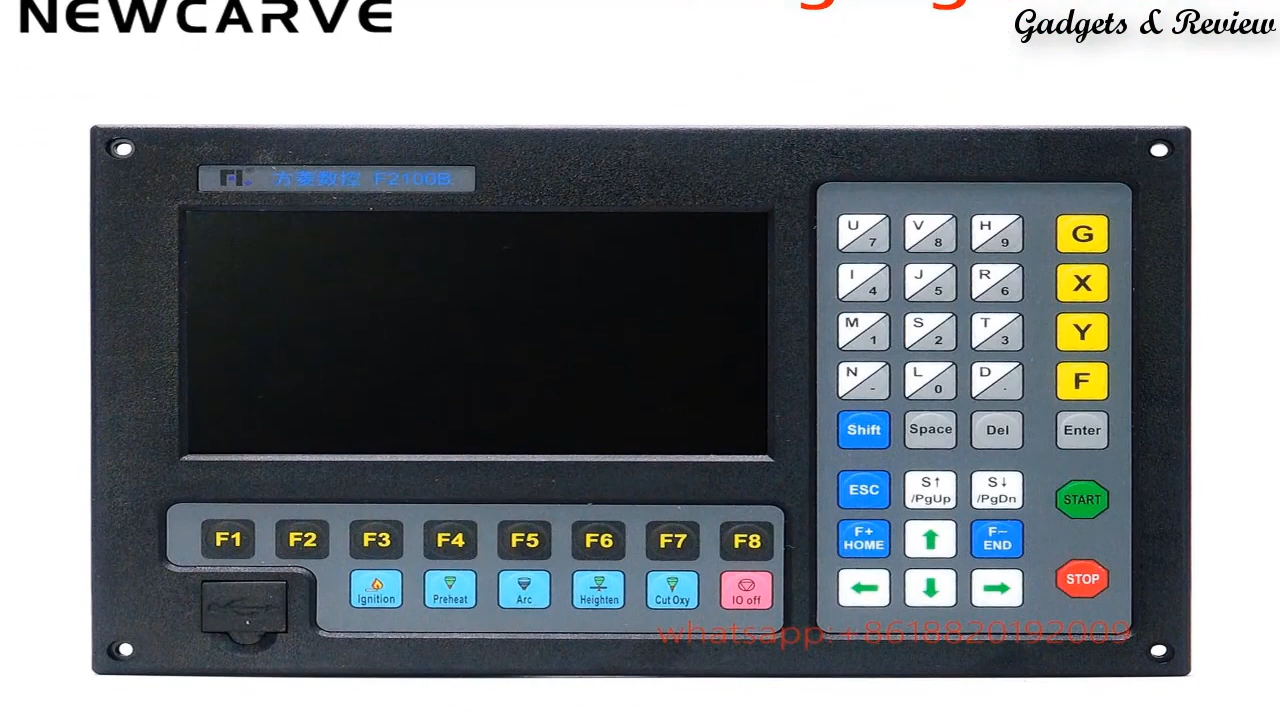 NEWCARVE
Gadgets & Review
方菱数控 F2100B
U 7 V 8 H 9 G
I 4 J 5 R 6 X
M 1 S 2 T 3 Y
N - L 0 D . F
Shift Space Del Enter
ESC S↑ /PgUp S↓ /PgDn START
F+ HOME ↑ F− END
← ↓ → STOP
F1 F2 F3 F4 F5 F6 F7 F8
Ignition Preheat Arc Heighten Cut Oxy IO off
whatsapp: +8618820192009